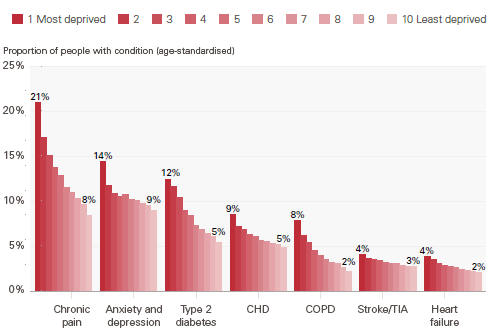 1 Most deprived 2 3 4 5 6 7 8 9 10 Least deprived
Proportion of people with condition (age-standardised)
25%
20%
15%
10%
5%
0%
21% 8% 14% 9% 12% 5% 9% 5% 8% 2% 4% 3% 4% 2%
Chronic pain
Anxiety and depression
Type 2 diabetes
CHD
COPD
Stroke/TIA
Heart failure